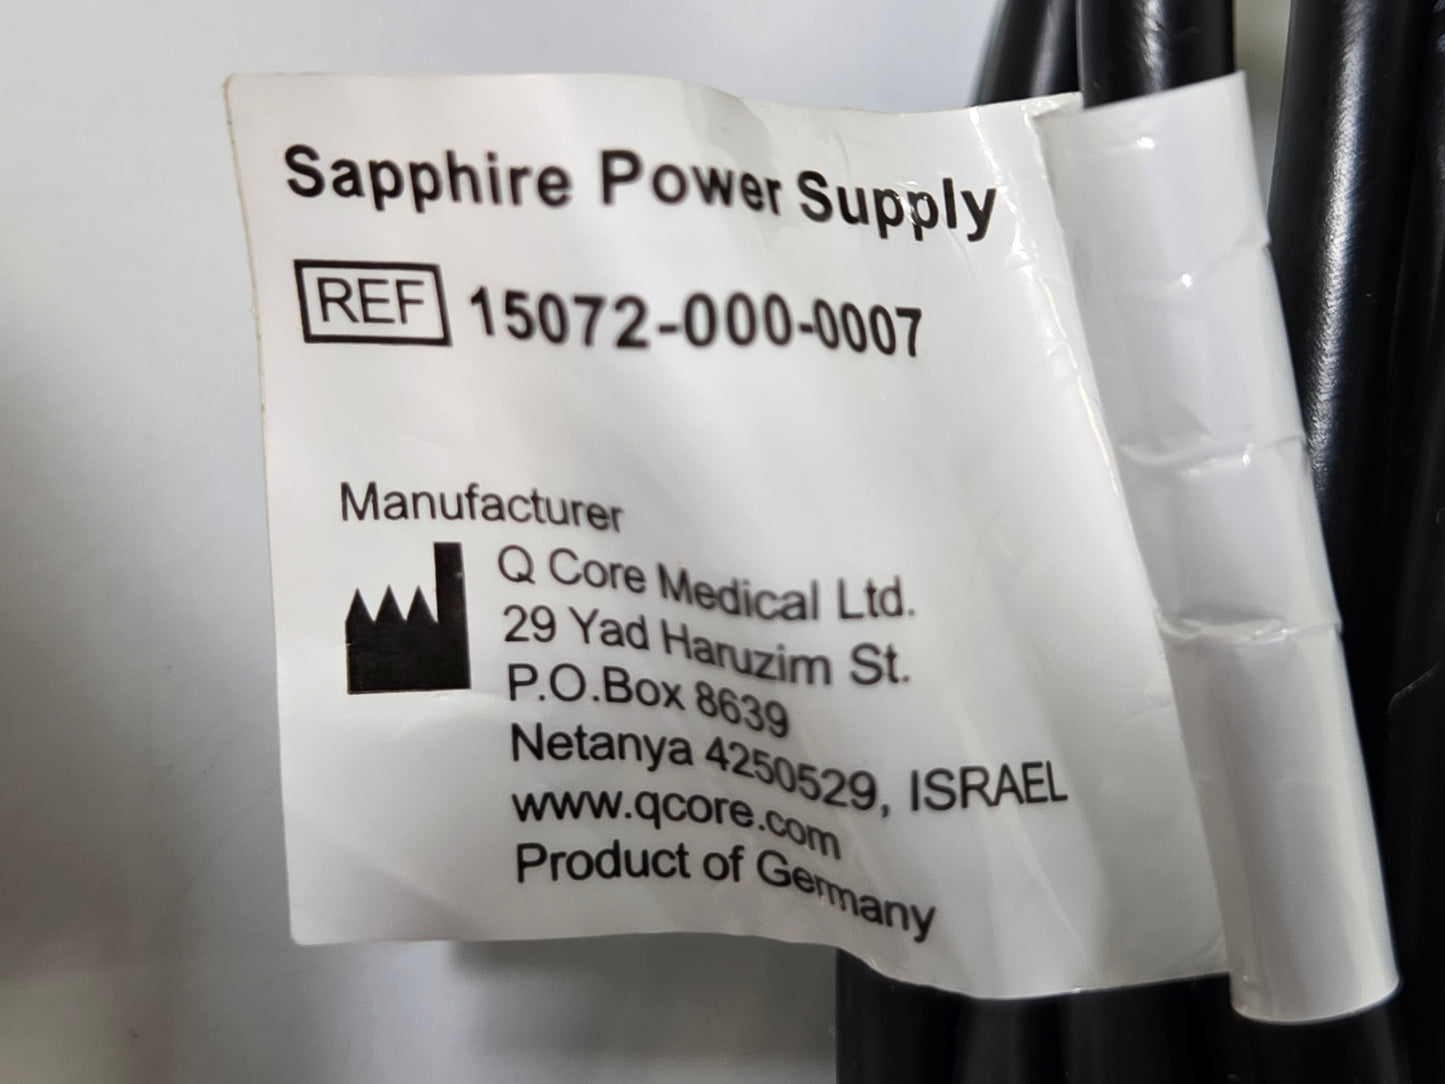 Sapphire Power Supply
REF 15072-000-0007
Manufacturer
Q Core Medical Ltd.
29 Yad Haruzim St.
P.O.Box 8639
Netanya 4250529, ISRAEL
www.qcore.com
Product of Germany